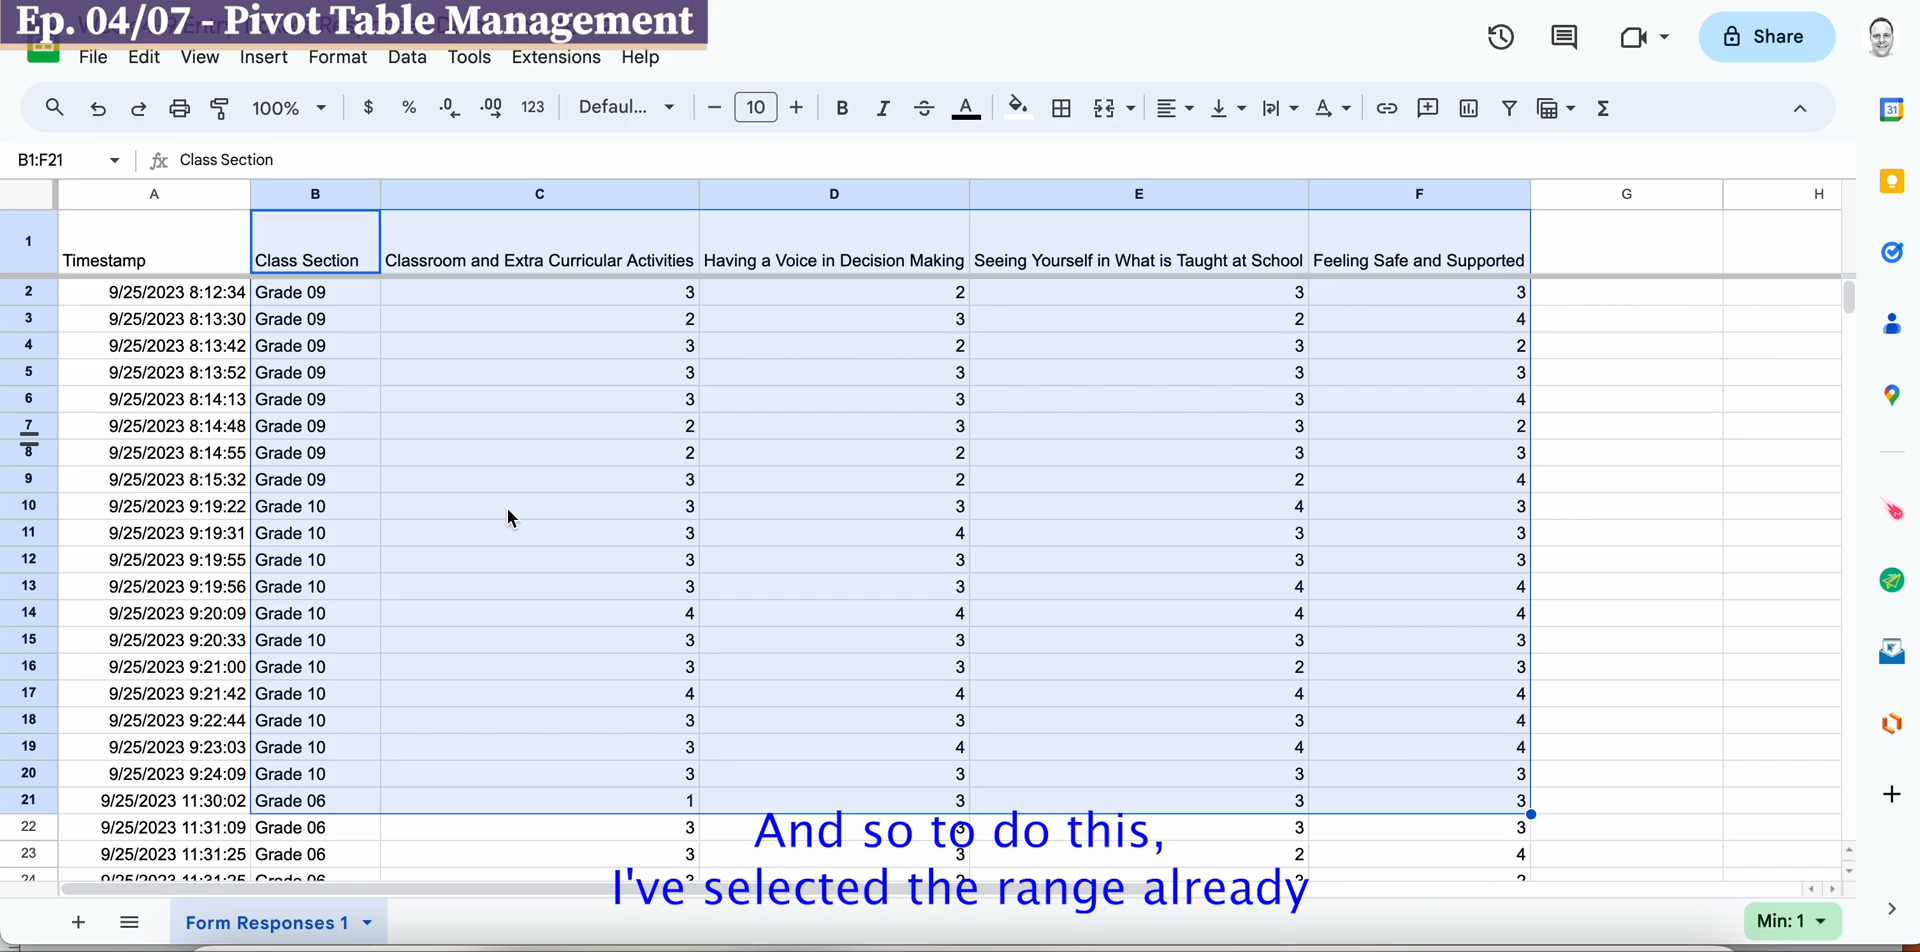 Ep. 04/07 - Pivot Table Management
File Edit View Insert Format Data Tools Extensions Help
Share
100% $ % .0 .00 123 Defaul... 10 B I A A Σ
31
B1:F21 fx Class Section
A B C D E F G H
1 Timestamp Class Section Classroom and Extra Curricular Activities Having a Voice in Decision Making Seeing Yourself in What is Taught at School Feeling Safe and Supported
2 9/25/2023 8:12:34 Grade 09 3 2 3 3
3 9/25/2023 8:13:30 Grade 09 2 3 2 4
4 9/25/2023 8:13:42 Grade 09 3 2 3 2
5 9/25/2023 8:13:52 Grade 09 3 3 3 3
6 9/25/2023 8:14:13 Grade 09 3 3 3 4
7 9/25/2023 8:14:48 Grade 09 2 3 3 2
8 9/25/2023 8:14:55 Grade 09 2 2 3 3
9 9/25/2023 8:15:32 Grade 09 3 2 2 4
10 9/25/2023 9:19:22 Grade 10 3 3 4 3
11 9/25/2023 9:19:31 Grade 10 3 4 3 3
12 9/25/2023 9:19:55 Grade 10 3 3 3 3
13 9/25/2023 9:19:56 Grade 10 3 3 4 4
14 9/25/2023 9:20:09 Grade 10 4 4 4 4
15 9/25/2023 9:20:33 Grade 10 3 3 3 3
16 9/25/2023 9:21:00 Grade 10 3 3 2 3
17 9/25/2023 9:21:42 Grade 10 4 4 4 4
18 9/25/2023 9:22:44 Grade 10 3 3 3 4
19 9/25/2023 9:23:03 Grade 10 3 4 4 4
20 9/25/2023 9:24:09 Grade 10 3 3 3 3
21 9/25/2023 11:30:02 Grade 06 1 3 3 3
22 9/25/2023 11:31:09 Grade 06 3 3 3 3
23 9/25/2023 11:31:25 Grade 06 3 3 2 4
And so to do this,
I've selected the range already
Form Responses 1
Min: 1